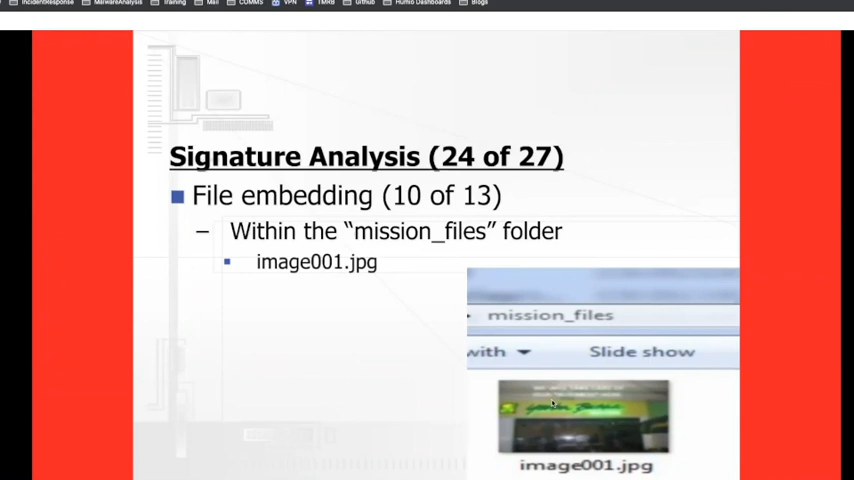 IncidentResponse MalwareAnalysis Training Mail COMMS VPN TMRB Github Humio Dashboards Blogs
Signature Analysis (24 of 27)
File embedding (10 of 13)
– Within the “mission_files” folder
image001.jpg
mission_files
with Slide show
image001.jpg